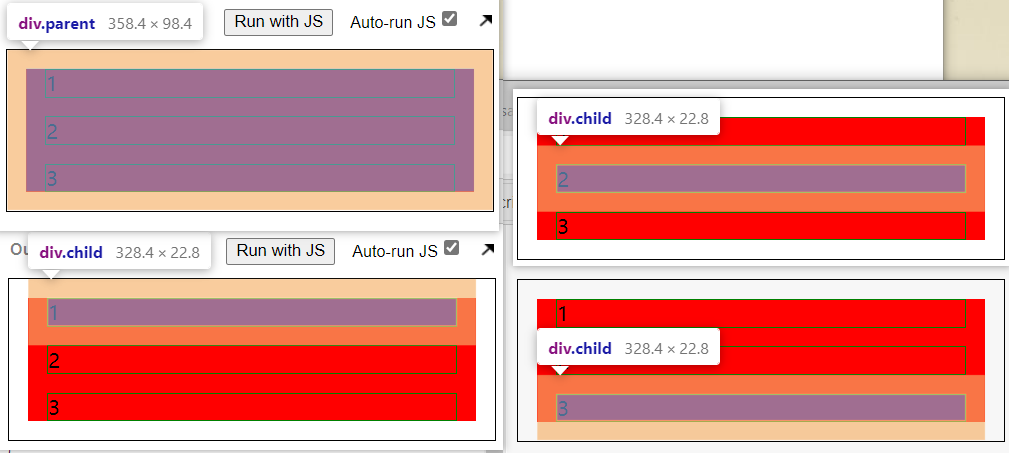 div.parent 358.4 × 98.4 Run with JS Auto-run JS
1
2
3
Ou
div.child 328.4 × 22.8 Run with JS Auto-run JS
1
2
3
div.child 328.4 × 22.8
2
3
1
div.child 328.4 × 22.8
3